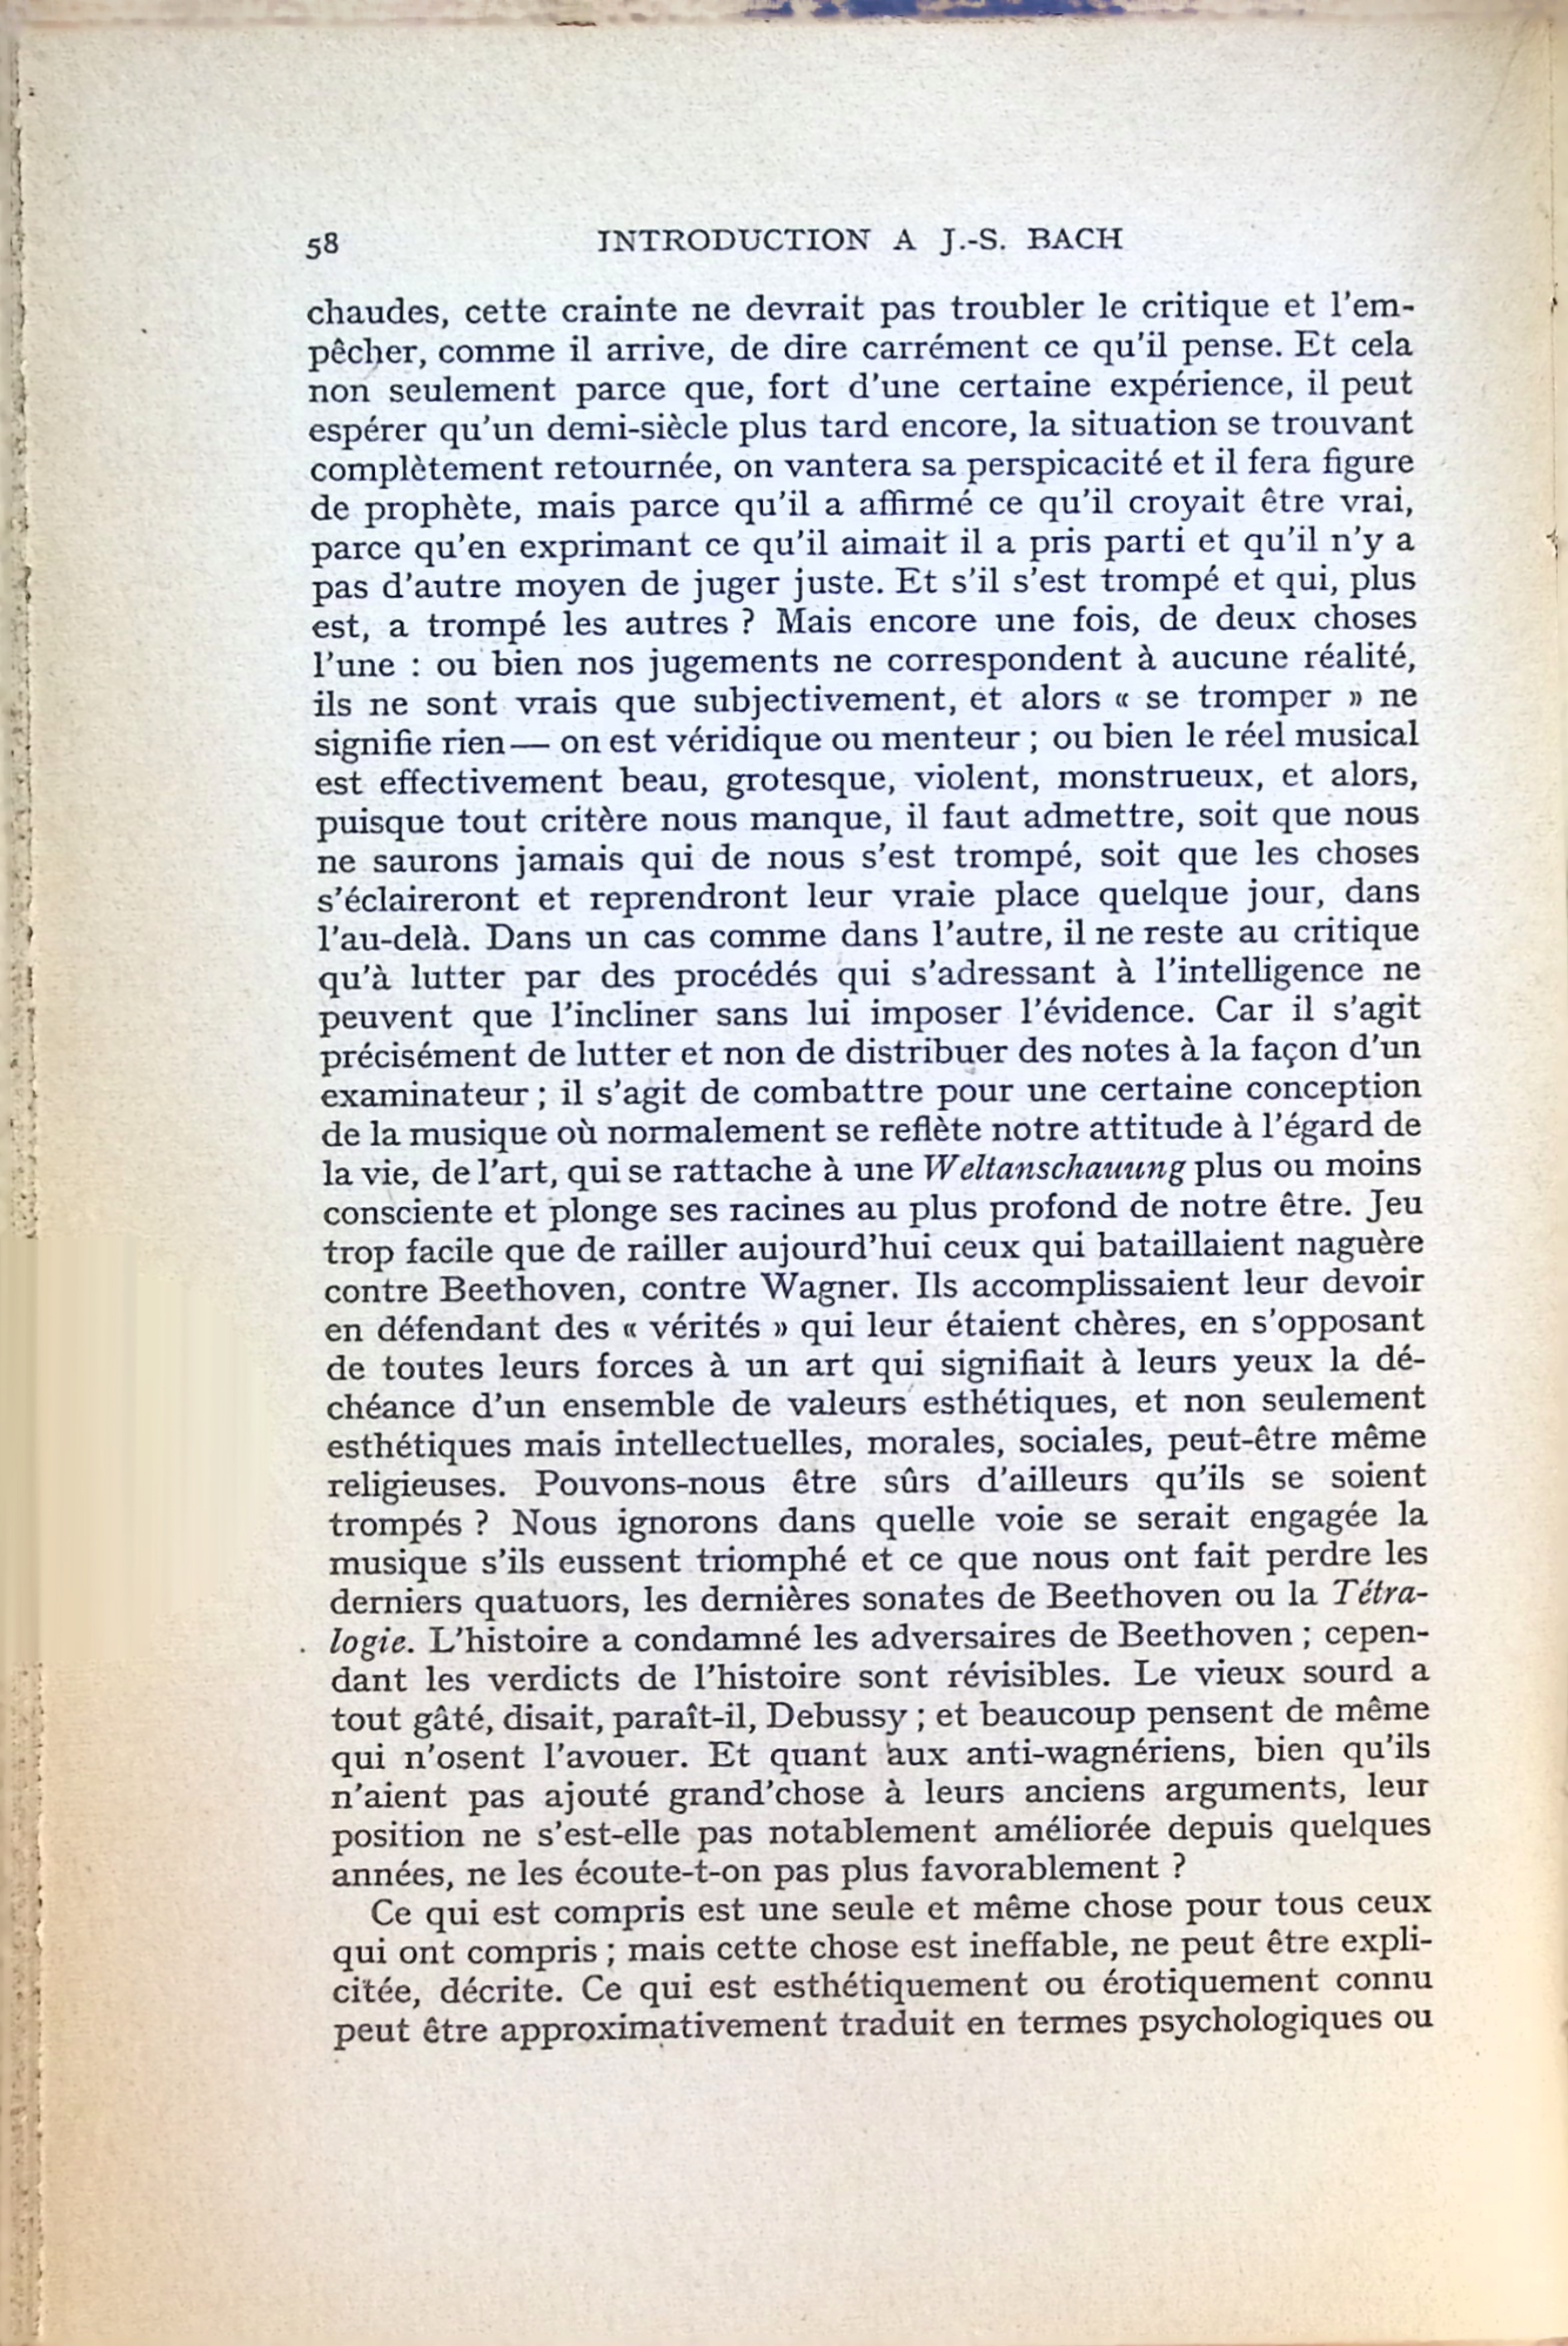 58 INTRODUCTION A J.-S. BACH
chaudes, cette crainte ne devrait pas troubler le critique et l'em-
pêcher, comme il arrive, de dire carrément ce qu'il pense. Et cela
non seulement parce que, fort d'une certaine expérience, il peut
espérer qu'un demi-siècle plus tard encore, la situation se trouvant
complètement retournée, on vantera sa perspicacité et il fera figure
de prophète, mais parce qu'il a affirmé ce qu'il croyait être vrai,
parce qu'en exprimant ce qu'il aimait il a pris parti et qu'il n'y a
pas d'autre moyen de juger juste. Et s'il s'est trompé et qui, plus
est, a trompé les autres ? Mais encore une fois, de deux choses
l'une : ou bien nos jugements ne correspondent à aucune réalité,
ils ne sont vrais que subjectivement, et alors « se tromper » ne
signifie rien — on est véridique ou menteur ; ou bien le réel musical
est effectivement beau, grotesque, violent, monstrueux, et alors,
puisque tout critère nous manque, il faut admettre, soit que nous
ne saurons jamais qui de nous s'est trompé, soit que les choses
s'éclaireront et reprendront leur vraie place quelque jour, dans
l'au-delà. Dans un cas comme dans l'autre, il ne reste au critique
qu'à lutter par des procédés qui s'adressant à l'intelligence ne
peuvent que l'incliner sans lui imposer l'évidence. Car il s'agit
précisément de lutter et non de distribuer des notes à la façon d'un
examinateur ; il s'agit de combattre pour une certaine conception
de la musique où normalement se reflète notre attitude à l'égard de
la vie, de l'art, qui se rattache à une Weltanschauung plus ou moins
consciente et plonge ses racines au plus profond de notre être. Jeu
trop facile que de railler aujourd'hui ceux qui bataillaient naguère
contre Beethoven, contre Wagner. Ils accomplissaient leur devoir
en défendant des « vérités » qui leur étaient chères, en s'opposant
de toutes leurs forces à un art qui signifiait à leurs yeux la dé-
chéance d'un ensemble de valeurs esthétiques, et non seulement
esthétiques mais intellectuelles, morales, sociales, peut-être même
religieuses. Pouvons-nous être sûrs d'ailleurs qu'ils se soient
trompés ? Nous ignorons dans quelle voie se serait engagée la
musique s'ils eussent triomphé et ce que nous ont fait perdre les
derniers quatuors, les dernières sonates de Beethoven ou la Tétra-
logie. L'histoire a condamné les adversaires de Beethoven ; cepen-
dant les verdicts de l'histoire sont révisibles. Le vieux sourd a
tout gâté, disait, paraît-il, Debussy ; et beaucoup pensent de même
qui n'osent l'avouer. Et quant aux anti-wagnériens, bien qu'ils
n'aient pas ajouté grand'chose à leurs anciens arguments, leur
position ne s'est-elle pas notablement améliorée depuis quelques
années, ne les écoute-t-on pas plus favorablement ?
Ce qui est compris est une seule et même chose pour tous ceux
qui ont compris ; mais cette chose est ineffable, ne peut être expli-
citée, décrite. Ce qui est esthétiquement ou érotiquement connu
peut être approximativement traduit en termes psychologiques ou